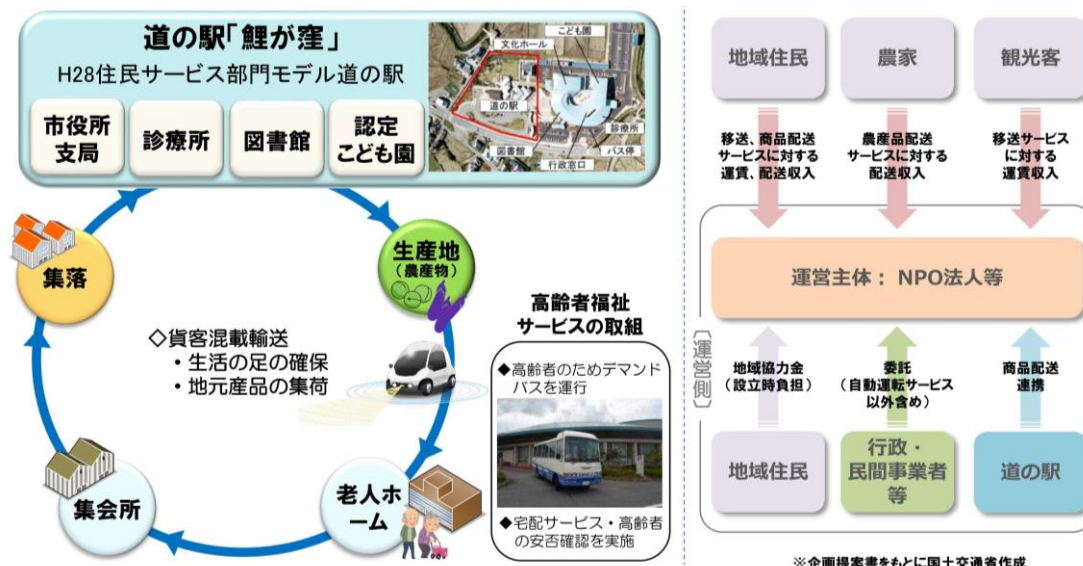 道の駅「鯉が窪」
H28住民サービス部門モデル道の駅
市役所
支局
診療所
図書館
認定
こども園
こども園
文化ホール
道の駅
診療所
図書館
バス停
行政窓口
集落
生産地
（農産物）
◇貨客混載輸送
・生活の足の確保
・地元産品の集荷
集会所
老人ホ
ーム
高齢者福祉
サービスの取組
◆高齢者のためデマンド
バスを運行
◆宅配サービス・高齢者
の安否確認を実施
地域住民
農家
観光客
移送、商品配送
サービスに対する
運賃、配送収入
農産品配送
サービスに対する
配送収入
移送サービス
に対する
運賃収入
運営主体： NPO法人等
〔運営側〕
地域協力金
（設立時負担）
委託
（自動運転サービス
以外含め）
商品配送
連携
地域住民
行政・
民間事業者
等
道の駅
※企画提案書をもとに国土交通省作成